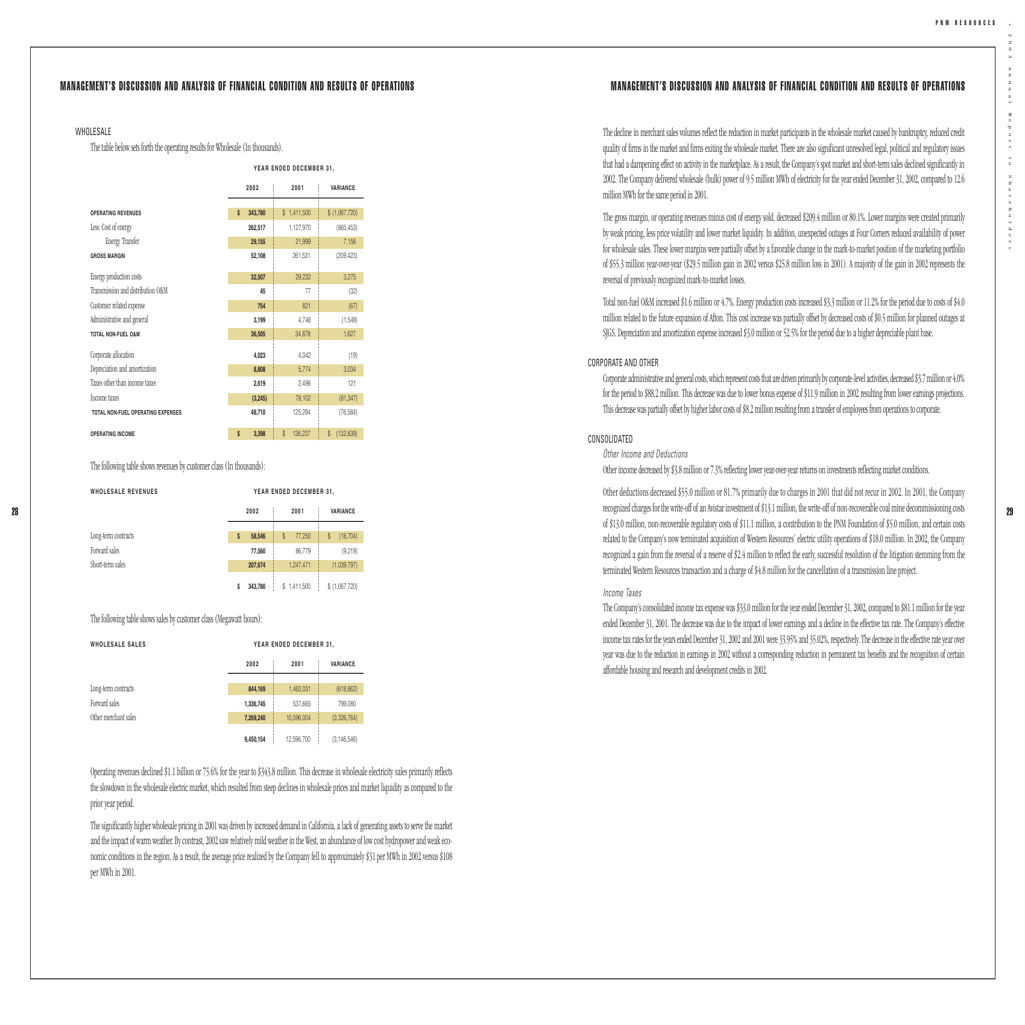 PNM RESOURCES • 2003 Annual Report to Shareholders
MANAGEMENT'S DISCUSSION AND ANALYSIS OF FINANCIAL CONDITION AND RESULTS OF OPERATIONS
WHOLESALE
The table below sets forth the operating results for Wholesale (In thousands).
YEAR ENDED DECEMBER 31,
2002 2001 VARIANCE
OPERATING REVENUES $ 343,780 $ 1,411,500 $ (1,067,720)
Less: Cost of energy 262,517 1,127,970 (865,453)
Energy Transfer 29,155 21,999 7,156
GROSS MARGIN 52,108 261,531 (209,423)
Energy production costs 32,507 29,232 3,275
Transmission and distribution O&M 45 77 (32)
Customer related expense 754 821 (67)
Administrative and general 3,199 4,748 (1,549)
TOTAL NON-FUEL O&M 36,505 34,878 1,627
Corporate allocation 4,023 4,042 (19)
Depreciation and amortization 8,808 5,774 3,034
Taxes other than income taxes 2,619 2,498 121
Income taxes (3,245) 78,102 (81,347)
TOTAL NON-FUEL OPERATING EXPENSES 48,710 125,294 (76,584)
OPERATING INCOME $ 3,398 $ 136,237 $ (132,839)
The following table shows revenues by customer class (In thousands):
WHOLESALE REVENUES YEAR ENDED DECEMBER 31,
2002 2001 VARIANCE
Long-term contracts $ 58,546 $ 77,250 $ (18,704)
Forward sales 77,560 86,779 (9,219)
Short-term sales 207,674 1,247,471 (1,039,797)
$ 343,780 $ 1,411,500 $ (1,067,720)
The following table shows sales by customer class (Megawatt hours):
WHOLESALE SALES YEAR ENDED DECEMBER 31,
2002 2001 VARIANCE
Long-term contracts 844,169 1,463,031 (618,862)
Forward sales 1,336,745 537,665 799,080
Other merchant sales 7,269,240 10,596,004 (3,326,764)
9,450,154 12,596,700 (3,146,546)
Operating revenues declined $1.1 billion or 75.6% for the year to $343.8 million. This decrease in wholesale electricity sales primarily reflects
the slowdown in the wholesale electric market, which resulted from steep declines in wholesale prices and market liquidity as compared to the
prior year period.
The significantly higher wholesale pricing in 2001 was driven by increased demand in California, a lack of generating assets to serve the market
and the impact of warm weather. By contrast, 2002 saw relatively mild weather in the West, an abundance of low cost hydropower and weak eco-
nomic conditions in the region. As a result, the average price realized by the Company fell to approximately $31 per MWh in 2002 versus $108
per MWh in 2001.
28
MANAGEMENT'S DISCUSSION AND ANALYSIS OF FINANCIAL CONDITION AND RESULTS OF OPERATIONS
The decline in merchant sales volumes reflect the reduction in market participants in the wholesale market caused by bankruptcy, reduced credit
quality of firms in the market and firms exiting the wholesale market. There are also significant unresolved legal, political and regulatory issues
that had a dampening effect on activity in the marketplace. As a result, the Company's spot market and short-term sales declined significantly in
2002. The Company delivered wholesale (bulk) power of 9.5 million MWh of electricity for the year ended December 31, 2002, compared to 12.6
million MWh for the same period in 2001.
The gross margin, or operating revenues minus cost of energy sold, decreased $209.4 million or 80.1%. Lower margins were created primarily
by weak pricing, less price volatility and lower market liquidity. In addition, unexpected outages at Four Corners reduced availability of power
for wholesale sales. These lower margins were partially offset by a favorable change in the mark-to-market position of the marketing portfolio
of $55.3 million year-over-year ($29.5 million gain in 2002 versus $25.8 million loss in 2001). A majority of the gain in 2002 represents the
reversal of previously recognized mark-to-market losses.
Total non-fuel O&M increased $1.6 million or 4.7%. Energy production costs increased $3.3 million or 11.2% for the period due to costs of $4.0
million related to the future expansion of Afton. This cost increase was partially offset by decreased costs of $0.5 million for planned outages at
SJGS. Depreciation and amortization expense increased $3.0 million or 52.5% for the period due to a higher depreciable plant base.
CORPORATE AND OTHER
Corporate administrative and general costs, which represent costs that are driven primarily by corporate-level activities, decreased $3.7 million or 4.0%
for the period to $88.2 million. This decrease was due to lower bonus expense of $11.9 million in 2002 resulting from lower earnings projections.
This decrease was partially offset by higher labor costs of $8.2 million resulting from a transfer of employees from operations to corporate.
CONSOLIDATED
Other Income and Deductions
Other income decreased by $3.8 million or 7.3% reflecting lower year-over-year returns on investments reflecting market conditions.
Other deductions decreased $55.0 million or 81.7% primarily due to charges in 2001 that did not recur in 2002. In 2001, the Company
recognized charges for the write-off of an Avistar investment of $13.1 million, the write-off of non-recoverable coal mine decommissioning costs
of $13.0 million, non-recoverable regulatory costs of $11.1 million, a contribution to the PNM Foundation of $5.0 million, and certain costs
related to the Company's now terminated acquisition of Western Resources' electric utility operations of $18.0 million. In 2002, the Company
recognized a gain from the reversal of a reserve of $2.4 million to reflect the early, successful resolution of the litigation stemming from the
terminated Western Resources transaction and a charge of $4.8 million for the cancellation of a transmission line project.
Income Taxes
The Company's consolidated income tax expense was $33.0 million for the year ended December 31, 2002, compared to $81.1 million for the year
ended December 31, 2001. The decrease was due to the impact of lower earnings and a decline in the effective tax rate. The Company's effective
income tax rates for the years ended December 31, 2002 and 2001 were 33.95% and 35.02%, respectively. The decrease in the effective rate year over
year was due to the reduction in earnings in 2002 without a corresponding reduction in permanent tax benefits and the recognition of certain
affordable housing and research and development credits in 2002.
29